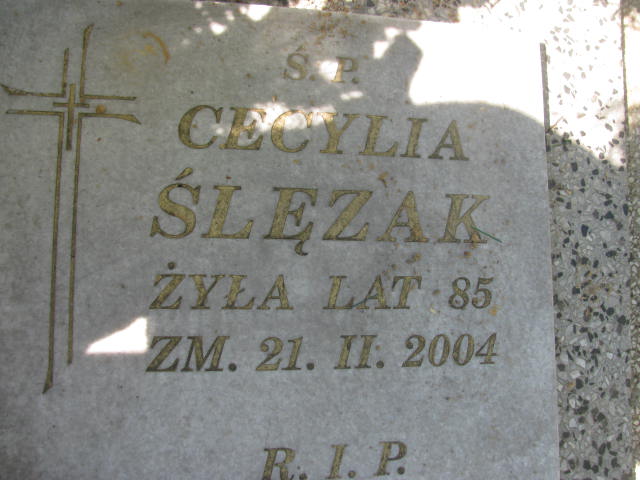 Ś. P.
CECYLIA
ŚLĘZAK
ŻYŁA LAT 85
ZM. 21. II. 2004
R. I. P.